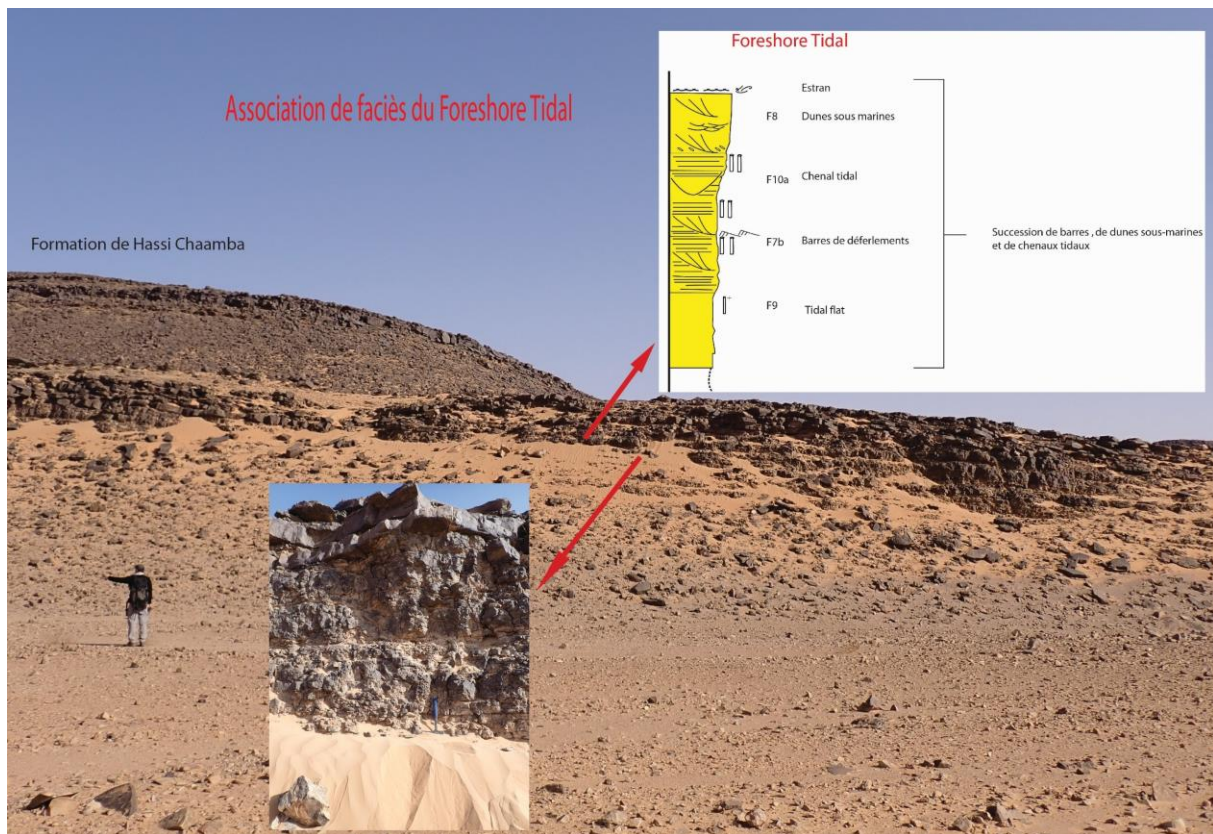 Foreshore Tidal
Association de faciès du Foreshore Tidal
Estran
F8 Dunes sous marines
F10a Chenal tidal
Formation de Hassi Chaamba
Succession de barres , de dunes sous-marines
et de chenaux tidaux
F7b Barres de déferlements
F9 Tidal flat